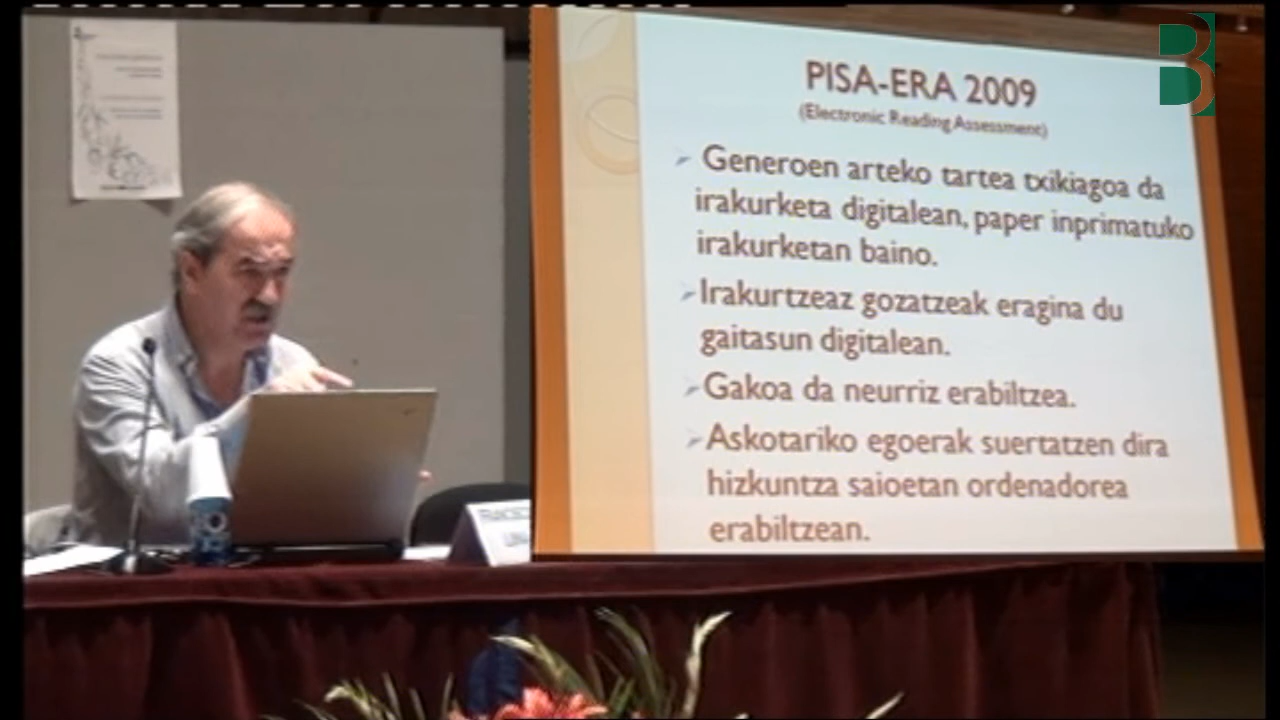 PISA-ERA 2009
(Electronic Reading Assessment)
Generoen arteko tartea txikiagoa da
irakurketa digitalean, paper inprimatuko
irakurketan baino.
Irakurtzeaz gozatzeak eragina du
gaitasun digitalean.
Gakoa da neurriz erabiltzea.
Askotariko egoerak suertatzen dira
hizkuntza saioetan ordenadorea
erabiltzean.